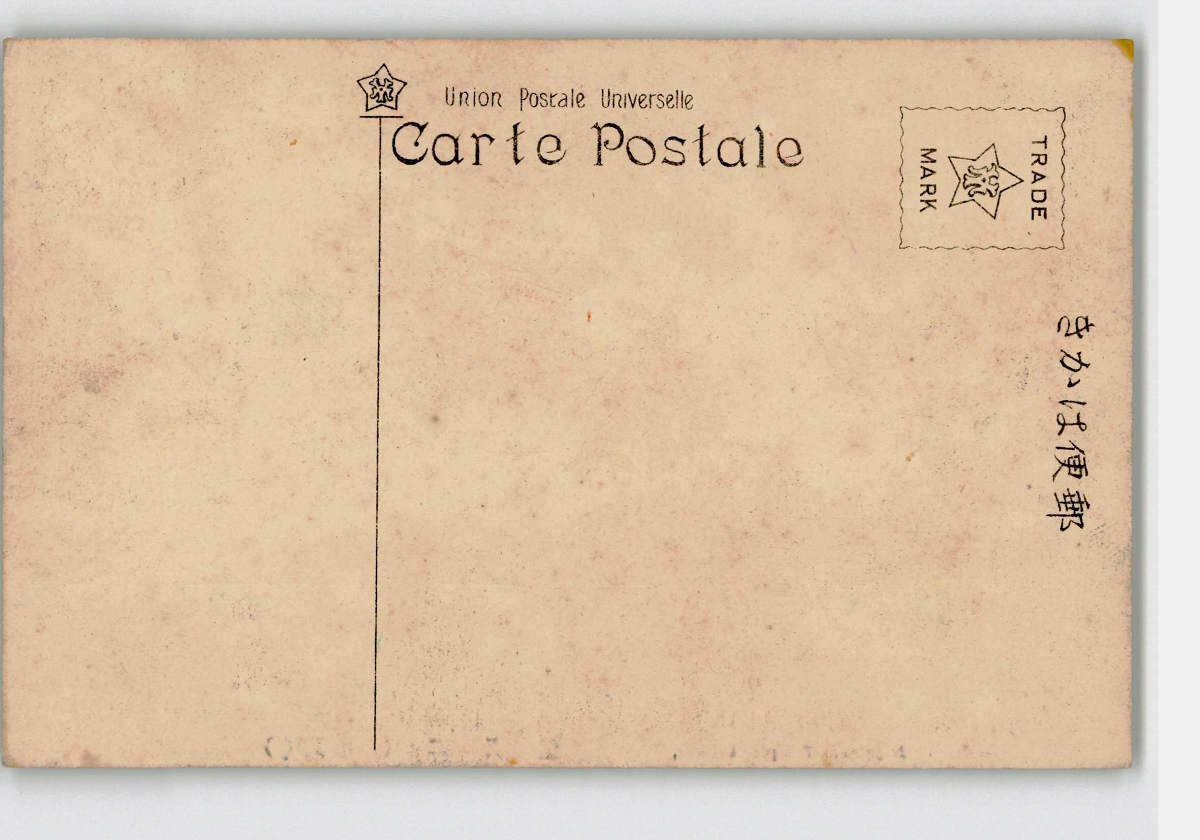 Union Postale Universelle
Carte Postale
TRADE
MARK
郵便はかき